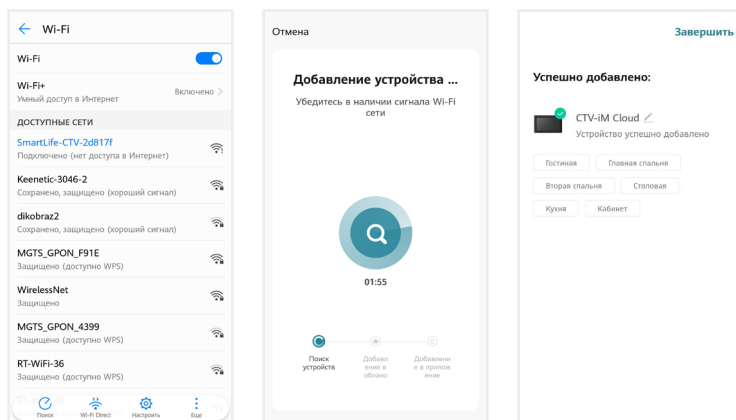 Wi-Fi
Wi-Fi
Wi-Fi+
Умный доступ в Интернет
Включено
ДОСТУПНЫЕ СЕТИ
SmartLife-CTV-2d817f
Подключено (нет доступа в Интернет)
Keenetic-3046-2
Сохранено, защищено (хороший сигнал)
dikobraz2
Сохранено, защищено (хороший сигнал)
MGTS_GPON_F91E
Защищено (доступно WPS)
WirelessNet
Защищено
MGTS_GPON_4399
Защищено (доступно WPS)
RT-WiFi-36
Защищено (доступно WPS)
Поиск
Wi-Fi Direct
Настроить
Еще
Отмена
Добавление устройства ...
Убедитесь в наличии сигнала Wi-Fi
сети
01:55
Поиск
устройств
Добавл
ение в
облако
Добавлени
е в прилож
ение
Завершить
Успешно добавлено:
CTV-iM Cloud
Устройство успешно добавлено
Гостиная
Главная спальня
Вторая спальня
Столовая
Кухня
Кабинет